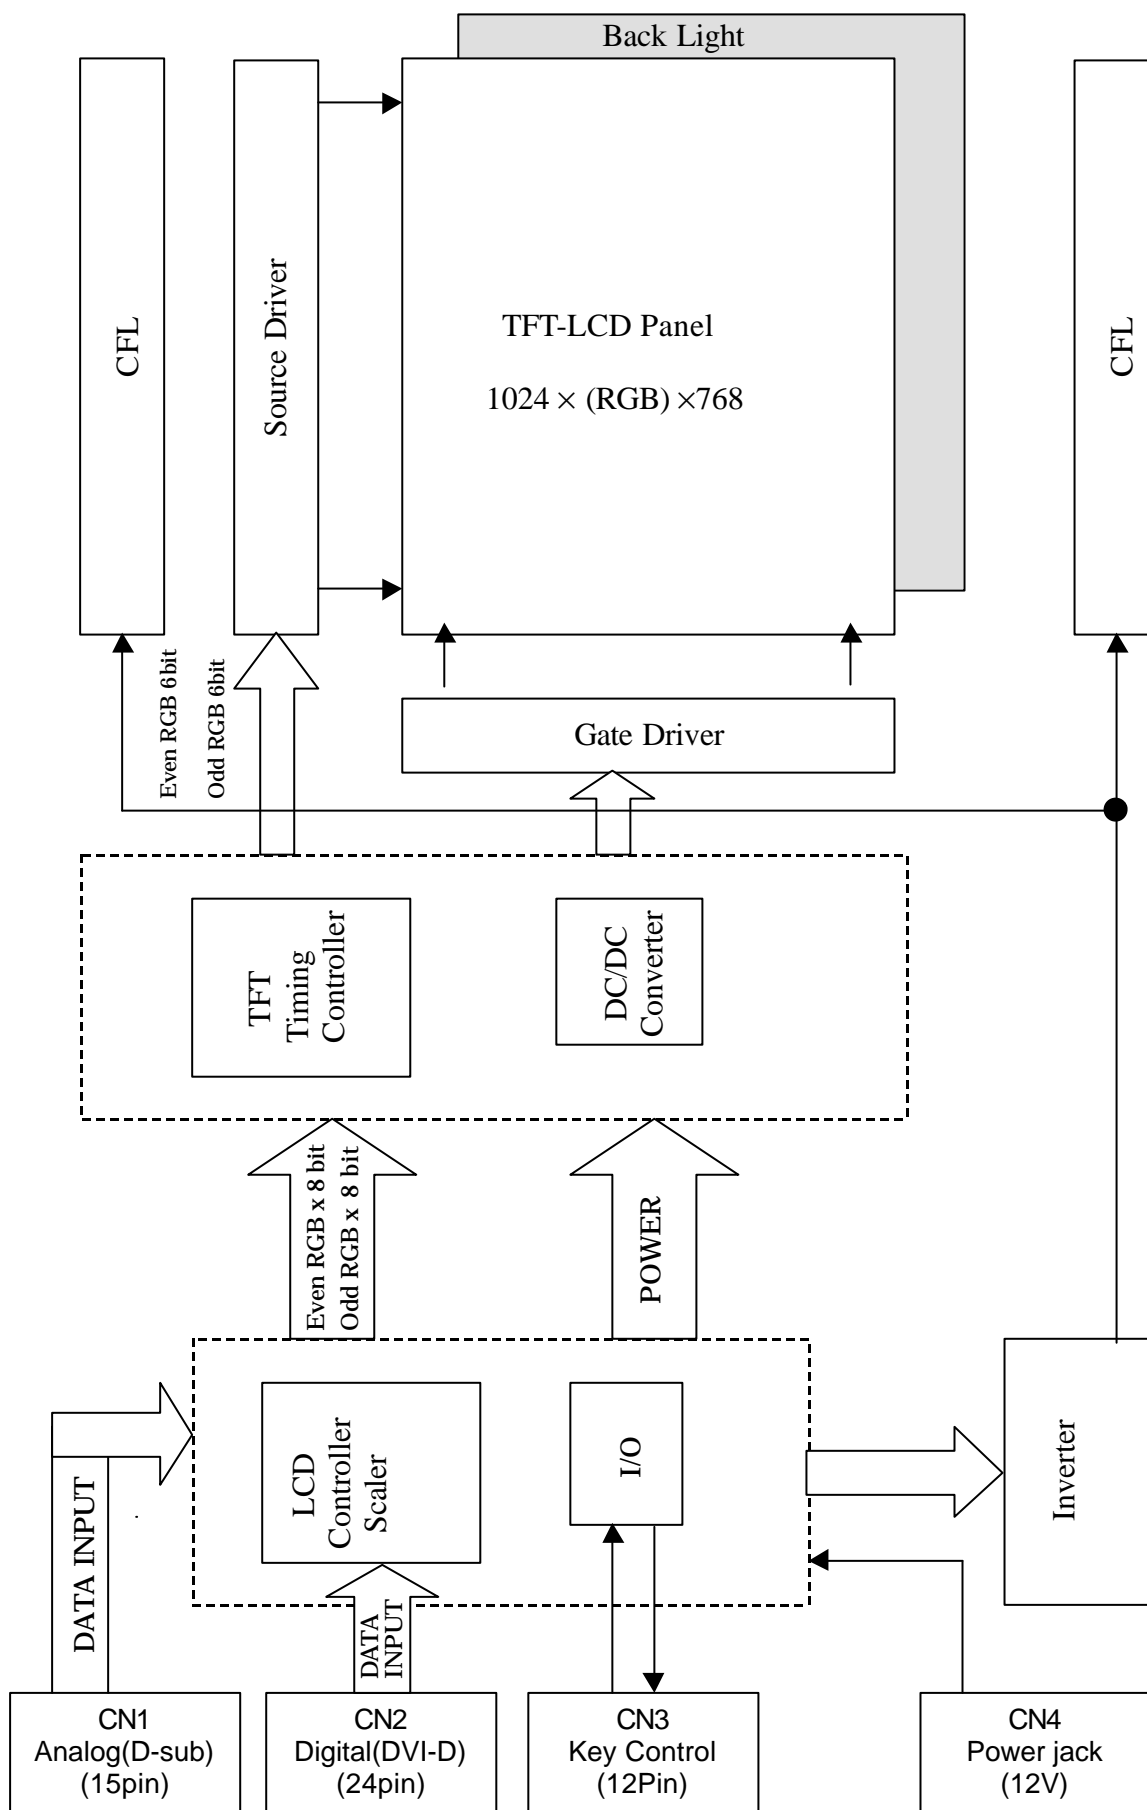 Back Light
CFL
Source Driver
TFT-LCD Panel
1024 × (RGB) ×768
CFL
Even RGB 6bit
Odd RGB 6bit
Gate Driver
TFT
Timing
Controller
DC/DC
Converter
Even RGB x 8 bit
Odd RGB x 8 bit
POWER
LCD
Controller
Scaler
I/O
Inverter
DATA INPUT
DATA
INPUT
CN1
Analog(D-sub)
(15pin)
CN2
Digital(DVI-D)
(24pin)
CN3
Key Control
(12Pin)
CN4
Power jack
(12V)